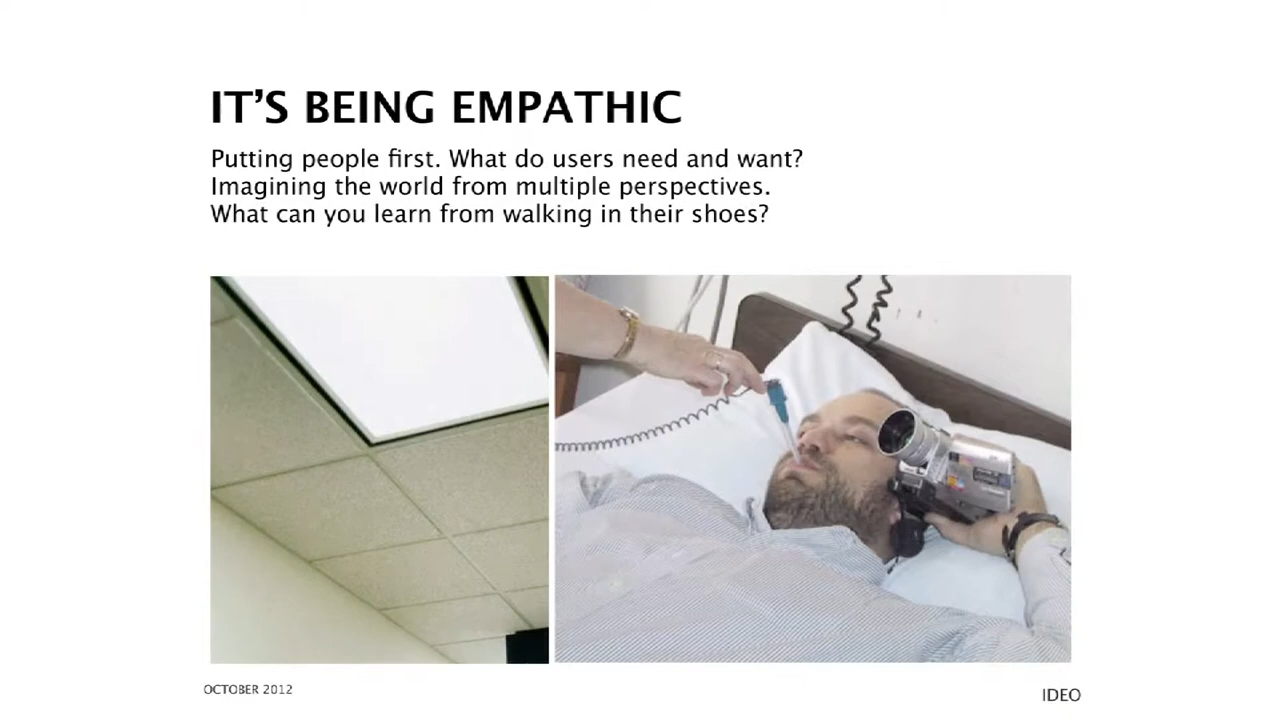 IT’S BEING EMPATHIC
Putting people first. What do users need and want?
Imagining the world from multiple perspectives.
What can you learn from walking in their shoes?
OCTOBER 2012
IDEO